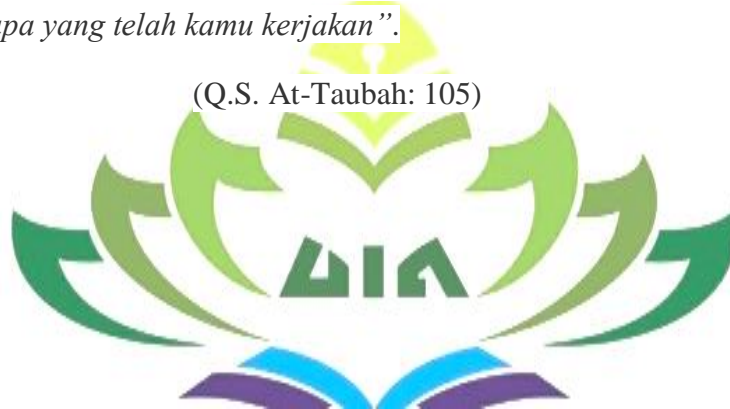 apa yang telah kamu kerjakan”.
(Q.S. At-Taubah: 105)
UIN